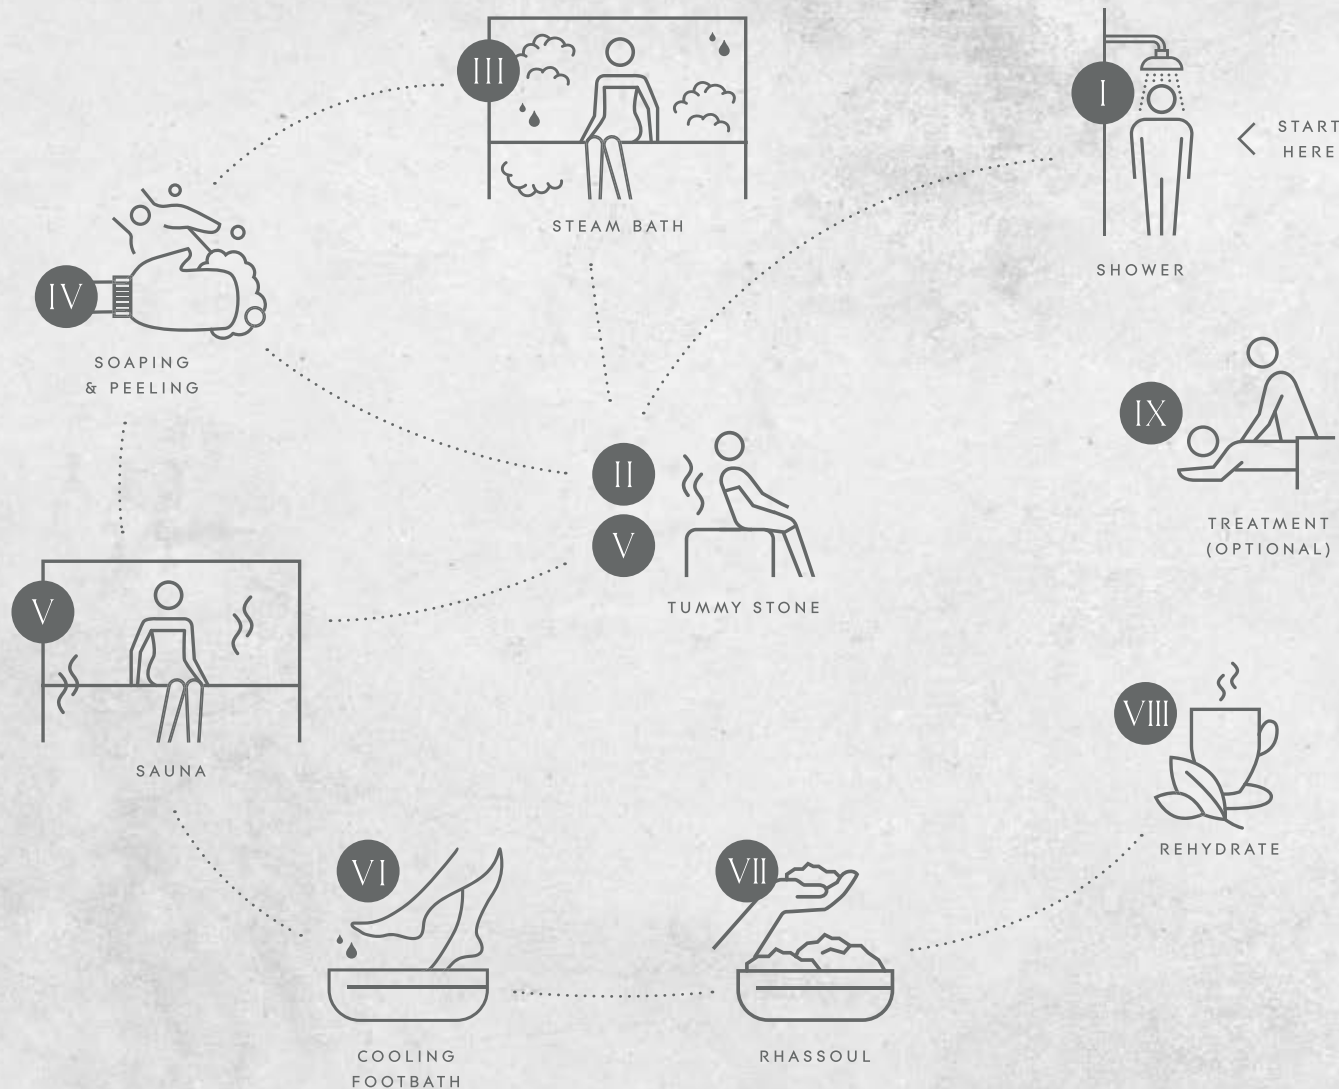 I
START
HERE
SHOWER
II
V
TUMMY STONE
III
STEAM BATH
IV
SOAPING
& PEELING
V
SAUNA
VI
COOLING
FOOTBATH
VII
RHASSOUL
VIII
REHYDRATE
IX
TREATMENT
(OPTIONAL)